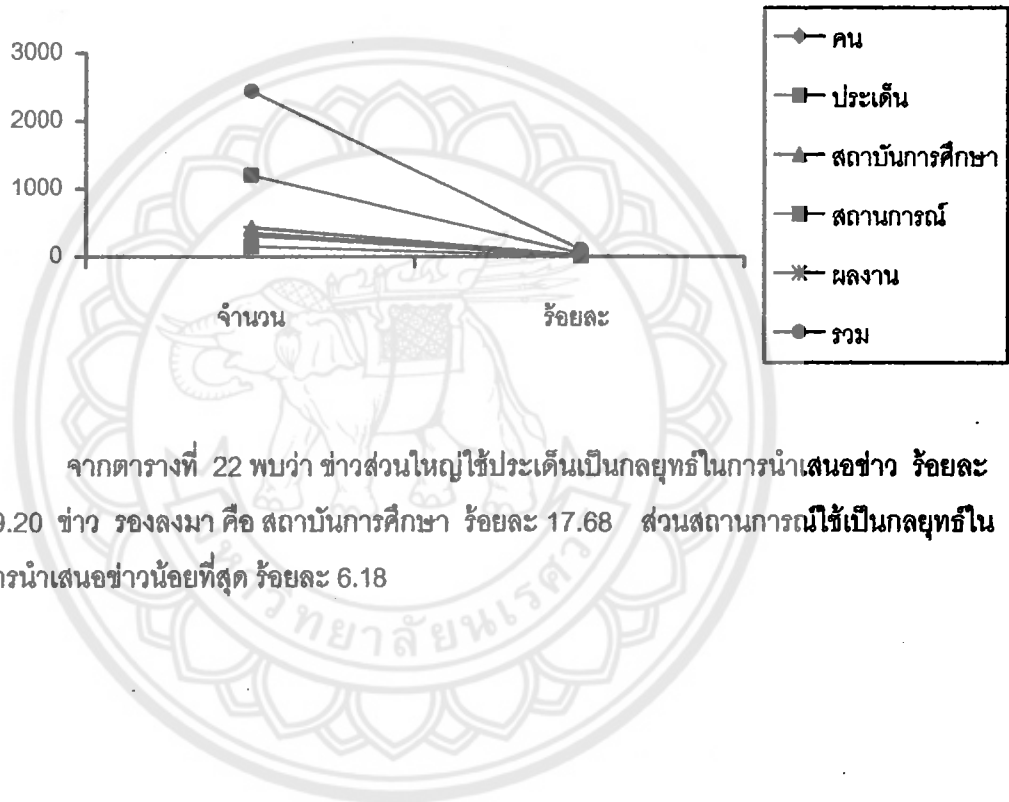 3000
2000
1000
0
จำนวน
ร้อยละ
คน
ประเด็น
สถาบันการศึกษา
สถานการณ์
ผลงาน
รวม
จากตารางที่ 22 พบว่า ข่าวส่วนใหญ่ใช้ประเด็นเป็นกลยุทธ์ในการนำเสนอข่าว ร้อยละ
9.20 ข่าว รองลงมา คือ สถาบันการศึกษา ร้อยละ 17.68 ส่วนสถานการณ์ใช้เป็นกลยุทธ์ใน
ารนำเสนอข่าวน้อยที่สุด ร้อยละ 6.18